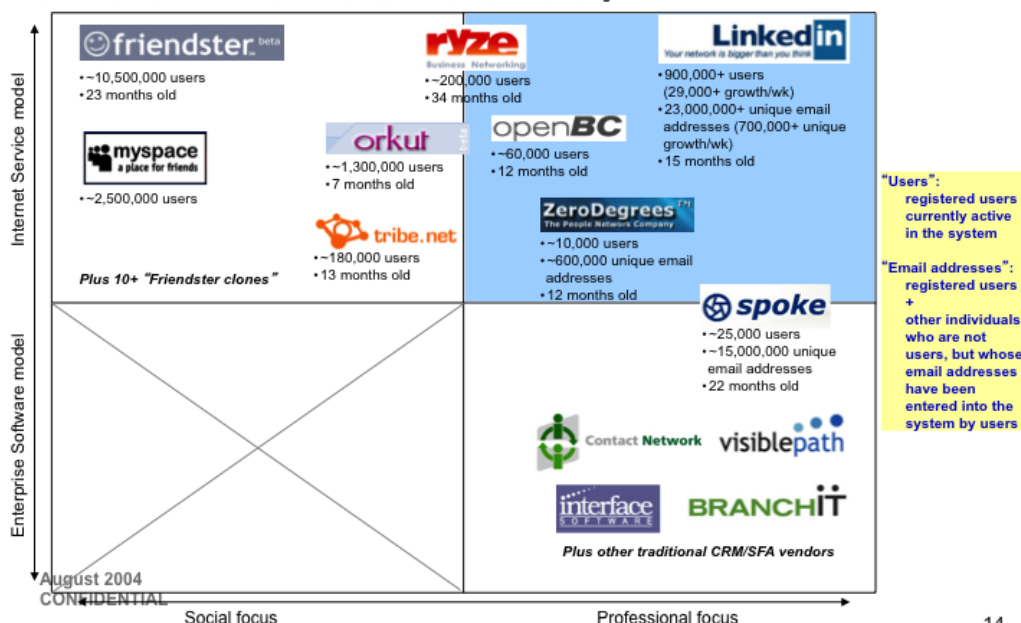 Internet Service model
friendster. beta
•~10,500,000 users
•23 months old
myspace
a place for friends
•~2,500,000 users
Plus 10+ “Friendster clones”
ryze
Business Networking
•~200,000 users
•34 months old
orkut beta
•~1,300,000 users
•7 months old
tribe.net
•~180,000 users
•13 months old
Linkedin
Your network is bigger than you think
•900,000+ users
(29,000+ growth/wk)
•23,000,000+ unique email
addresses (700,000+ unique
growth/wk)
•15 months old
openBC
•~60,000 users
•12 months old
ZeroDegrees™
The People Network Company
•~10,000 users
•~600,000 unique email
addresses
•12 months old
“Users”:
registered users
currently active
in the system
“Email addresses”:
registered users
+
other individuals
who are not
users, but whose
email addresses
have been
entered into the
system by users
Enterprise Software model
spoke
•~25,000 users
•~15,000,000 unique
email addresses
•22 months old
Contact Network
visiblepath
interface
SOFTWARE
BRANCHIT
Plus other traditional CRM/SFA vendors
August 2004
CONFIDENTIAL
Social focus
Professional focus
14